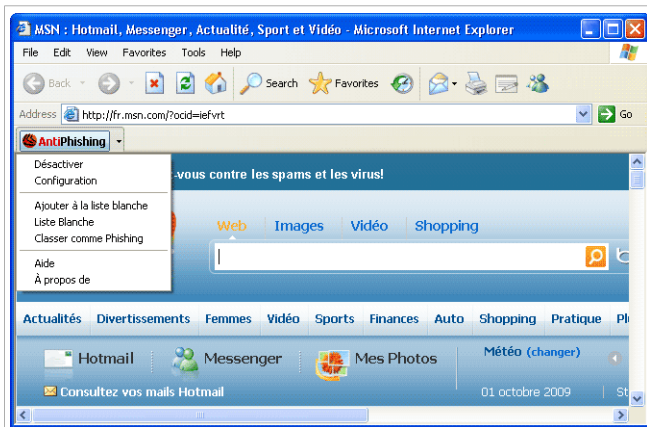 MSN : Hotmail, Messenger, Actualité, Sport et Vidéo - Microsoft Internet Explorer
File Edit View Favorites Tools Help
Back Search Favorites
Address http://fr.msn.com/?ocid=iefvrt Go
AntiPhishing
Désactiver
Configuration
Ajouter à la liste blanche
Liste Blanche
Classer comme Phishing
Aide
À propos de
-vous contre les spams et les virus!
Web Images Vidéo Shopping
Actualités Divertissements Femmes Vidéo Sports Finances Auto Shopping Pratique Pl
Hotmail Messenger Mes Photos Météo (changer)
Consultez vos mails Hotmail 01 octobre 2009 St